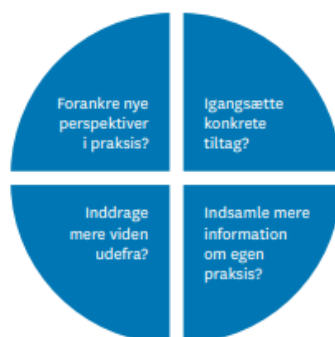 Forankre nye
perspektiver
i praksis?
Igangsætte
konkrete
tiltag?
Inddrage
mere viden
udefra?
Indsamle mere
information
om egen
praksis?